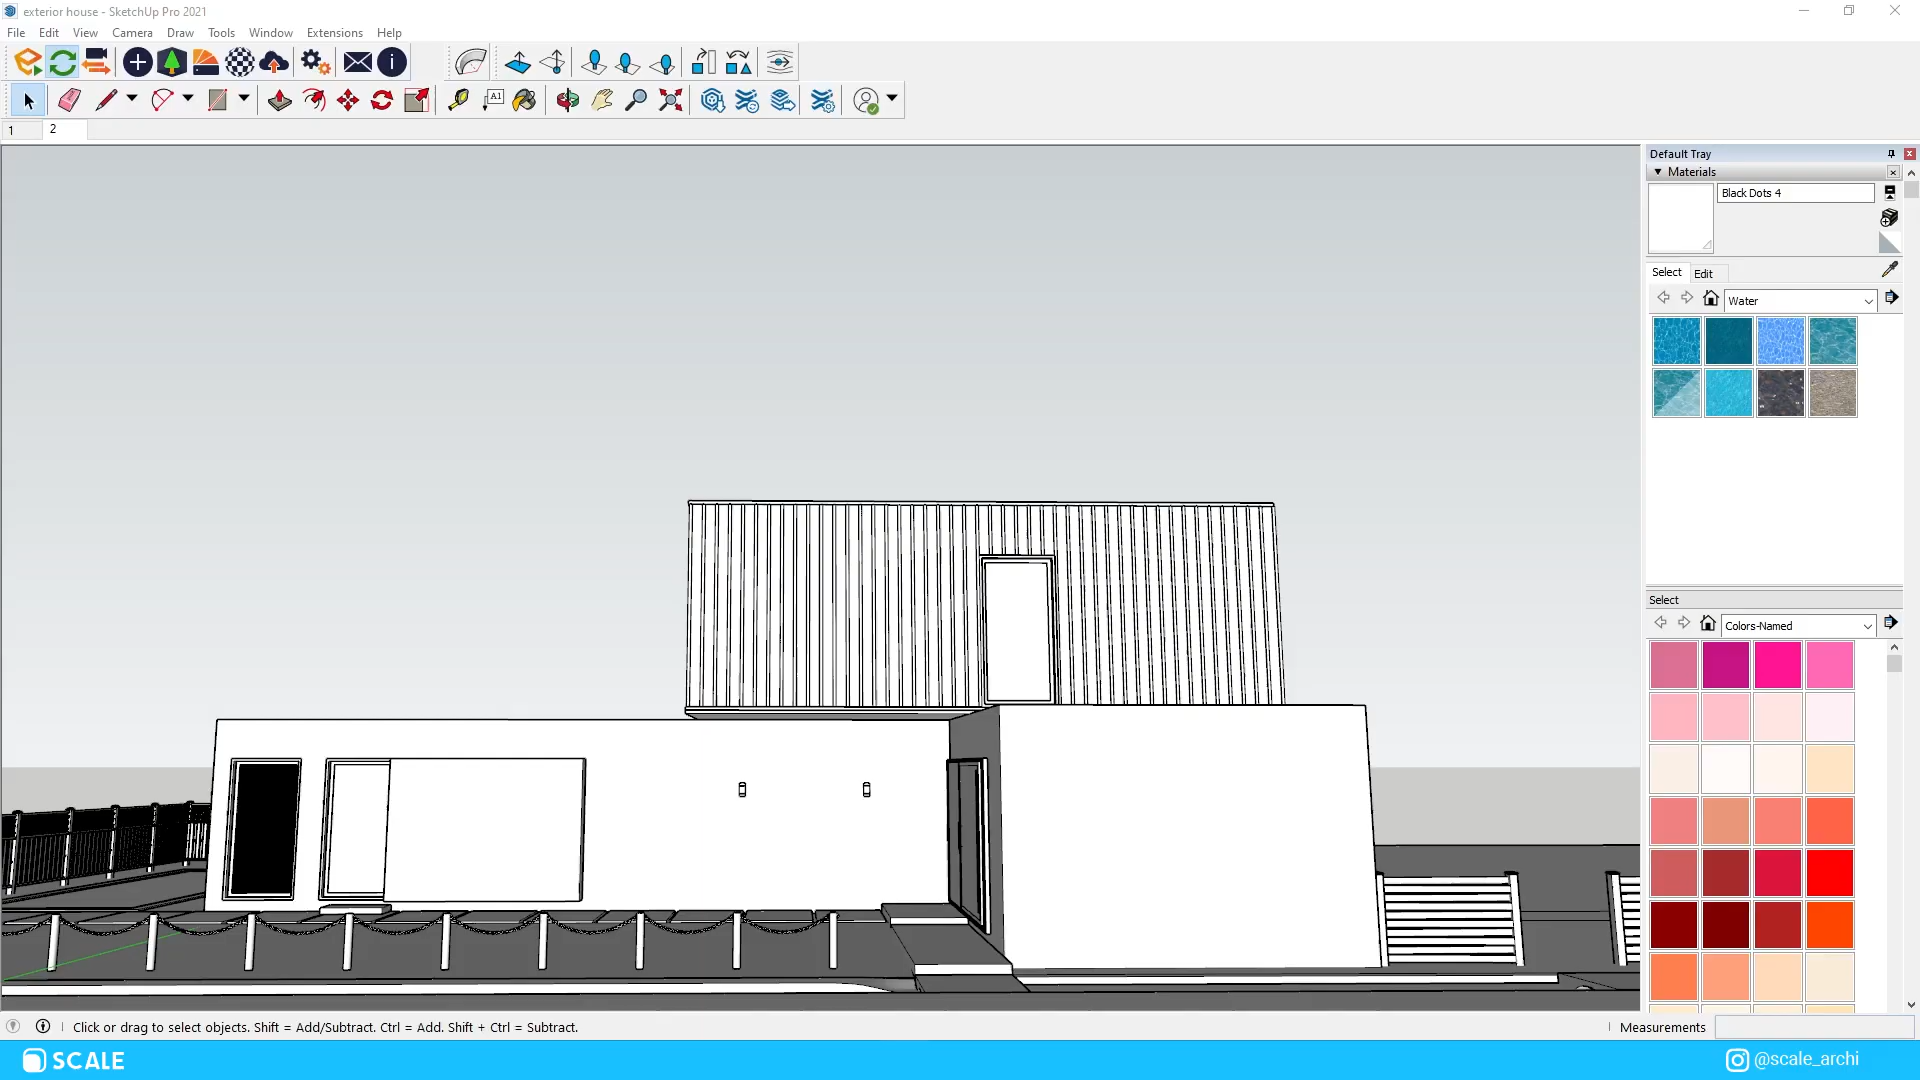 exterior house - SketchUp Pro 2021
File Edit View Camera Draw Tools Window Extensions Help
A1
1 2
Default Tray
Materials
Black Dots 4
Select Edit
Water
Select
Colors-Named
Click or drag to select objects. Shift = Add/Subtract. Ctrl = Add. Shift + Ctrl = Subtract.
Measurements
SCALE
@scale_archi